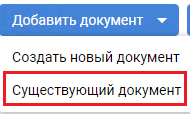 Добавить документ
Создать новый документ
Существующий документ